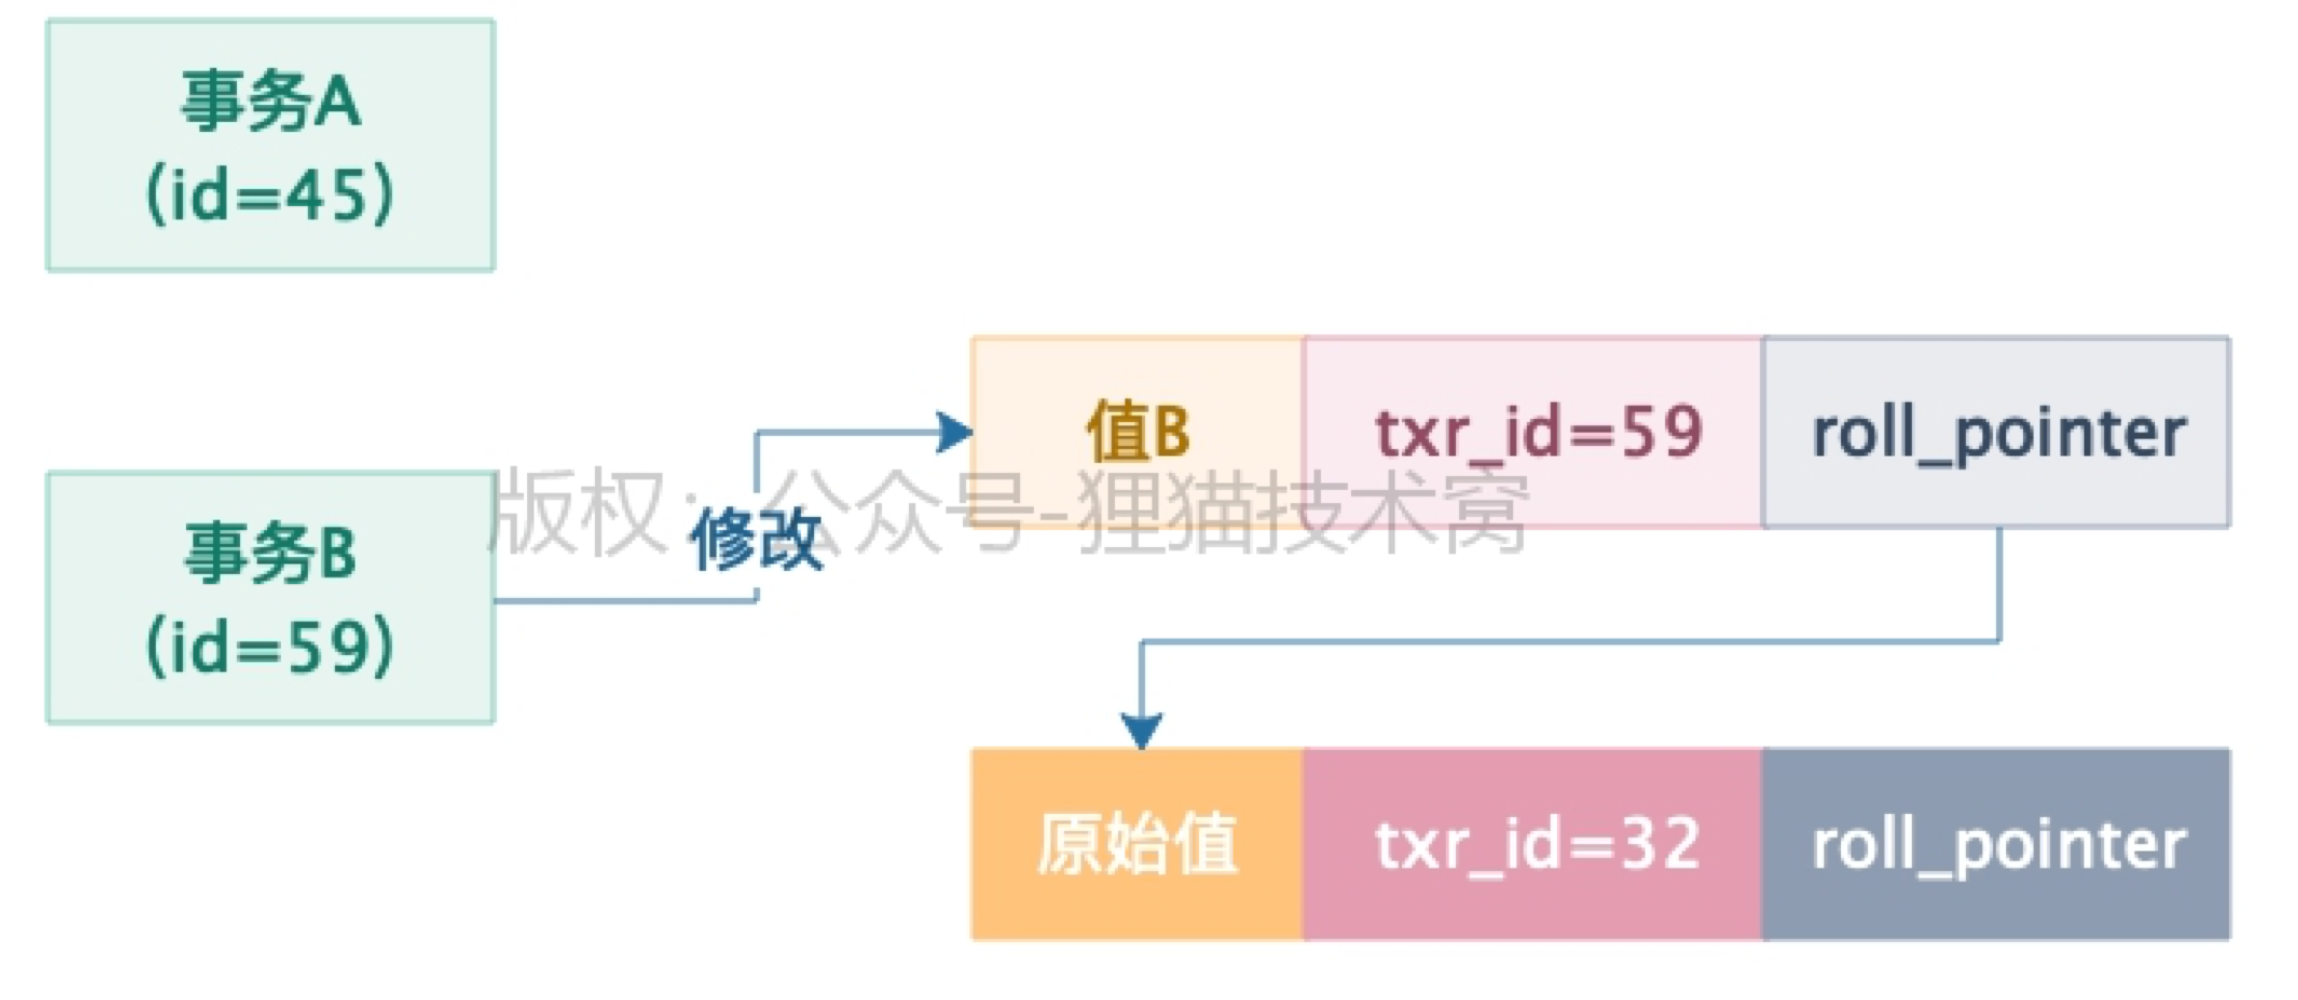 事务A
(id=45)
值B
txr_id=59
roll_pointer
版权：公众号-狸猫技术窝
修改
事务B
(id=59)
原始值
txr_id=32
roll_pointer